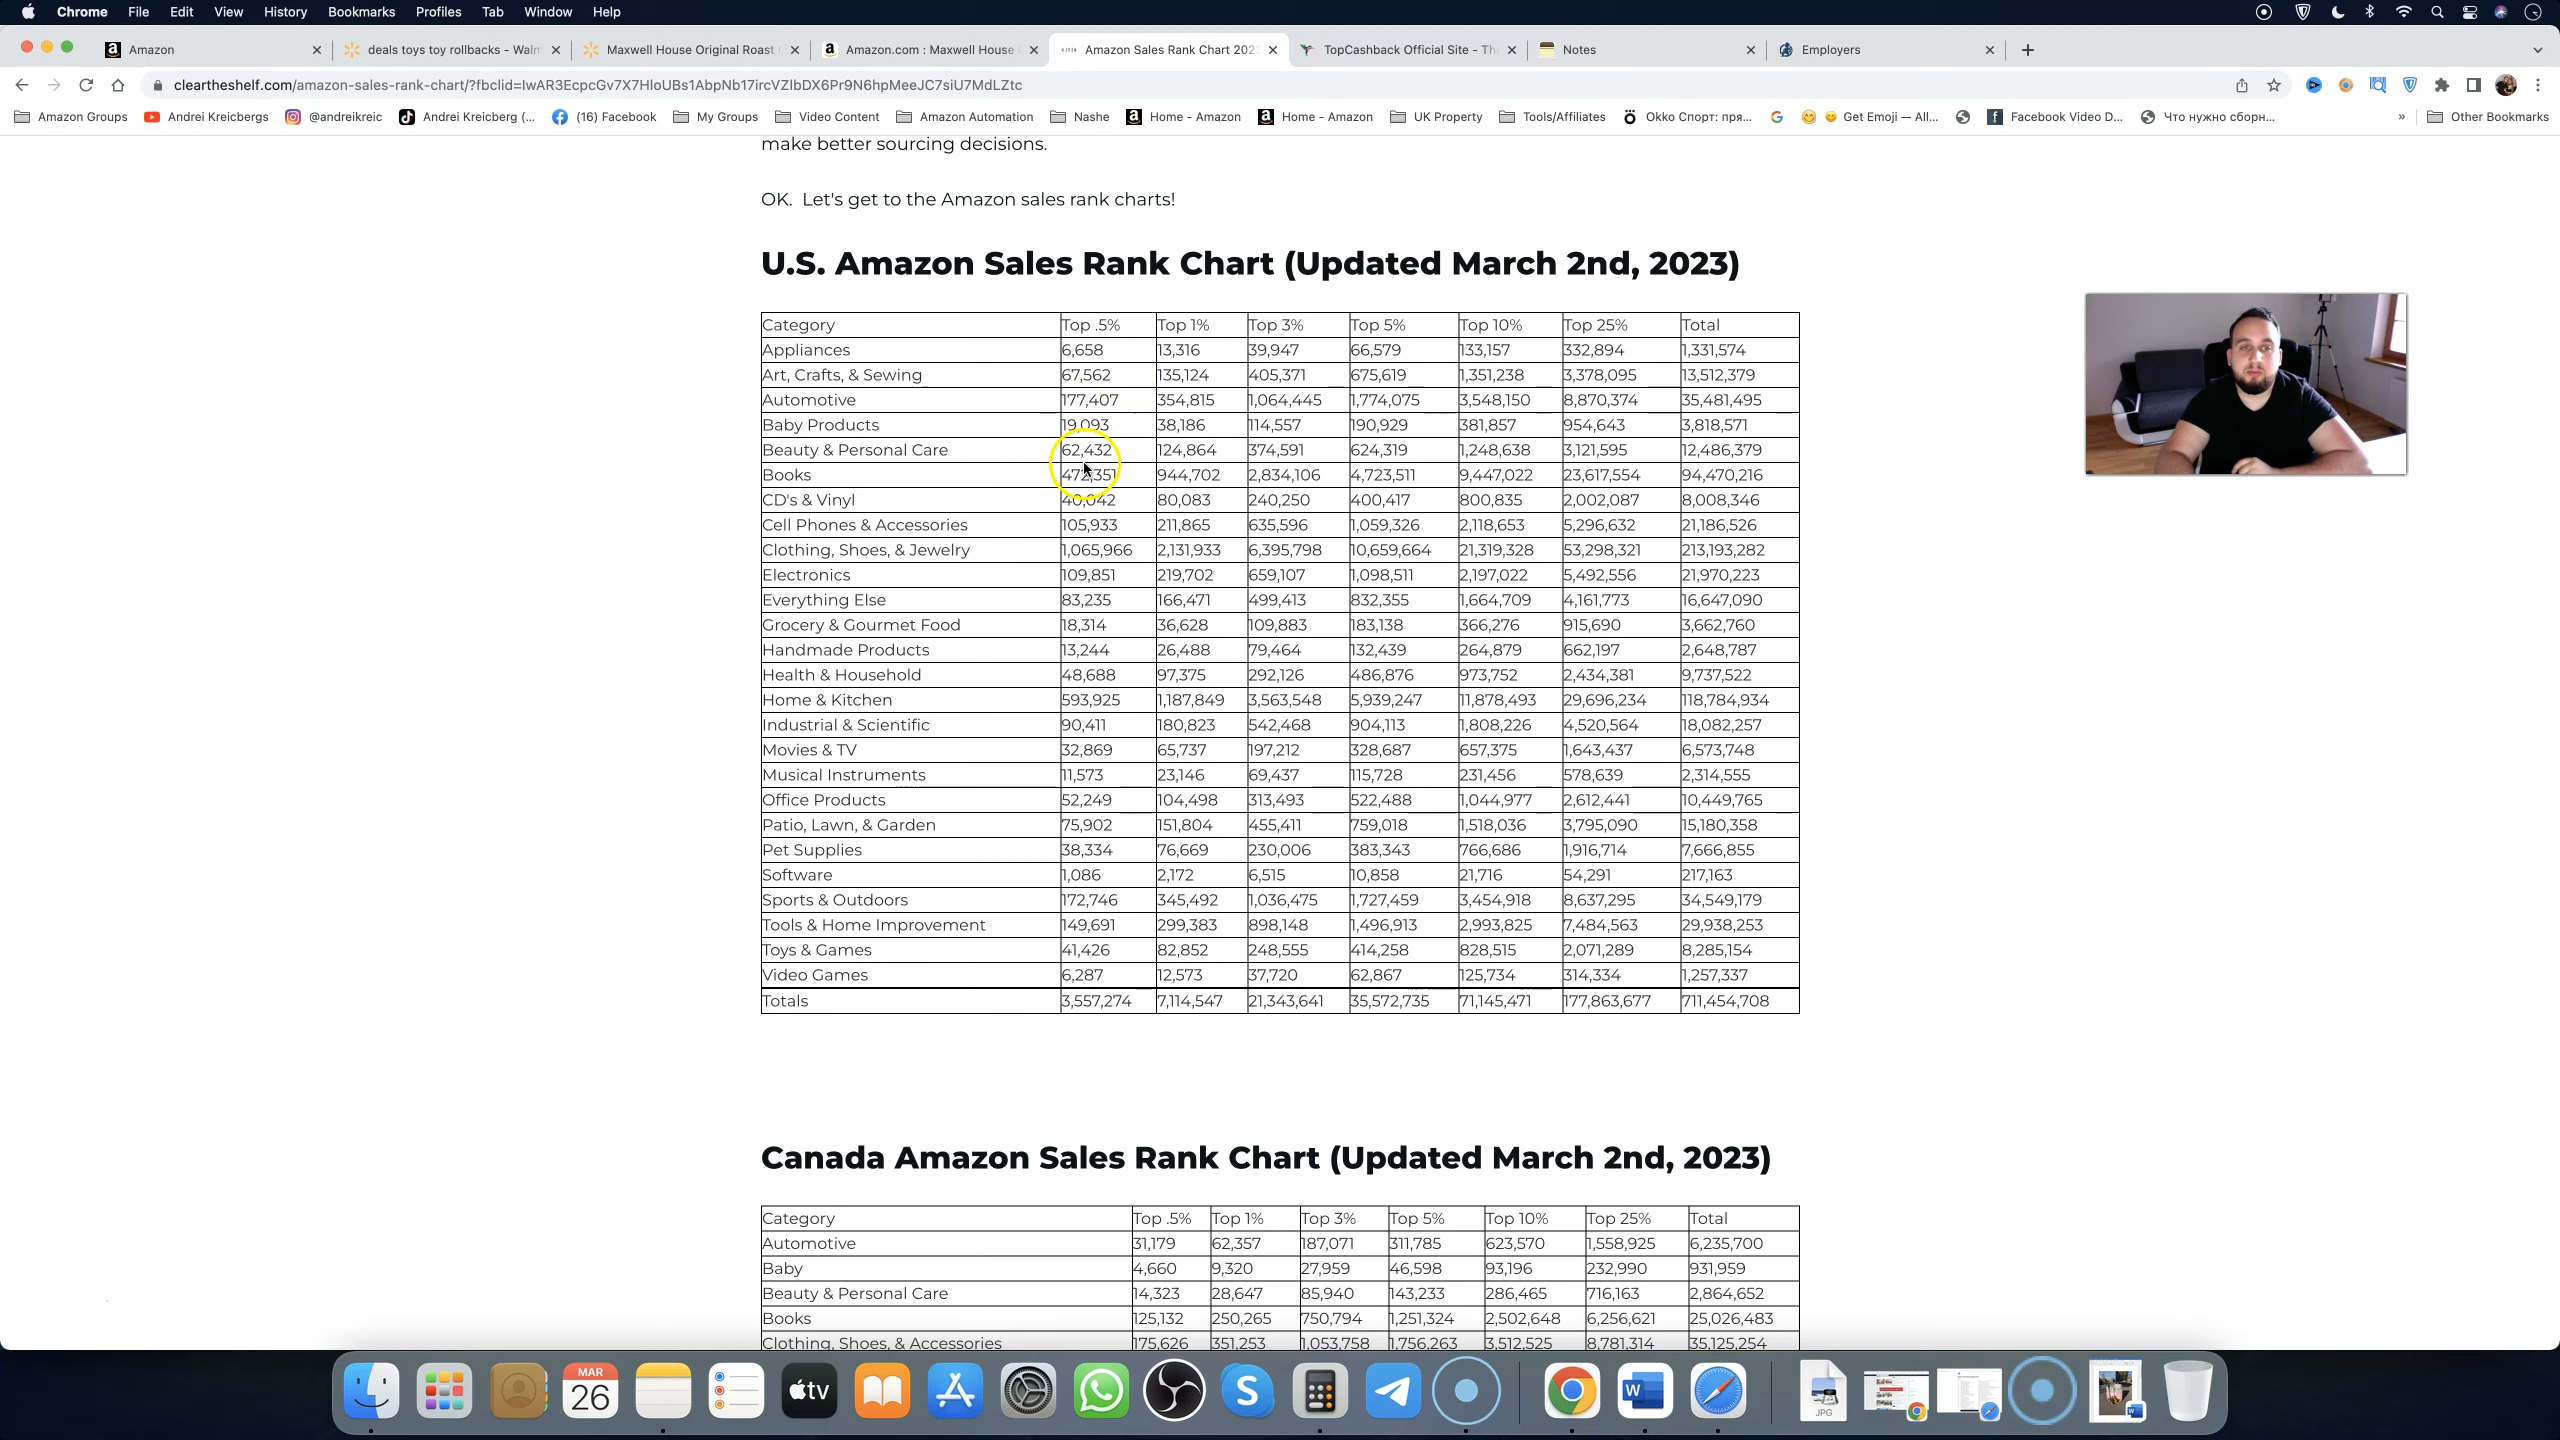 Chrome File Edit View History Bookmarks Profiles Tab Window Help
Amazon deals toys toy rollbacks - Walm Maxwell House Original Roast Amazon.com : Maxwell House Amazon Sales Rank Chart 202 TopCashback Official Site - Th Notes Employers
cleartheshelf.com/amazon-sales-rank-chart/?fbclid=IwAR3EcpcGv7X7HloUBs1AbpNb17ircVZIbDX6Pr9N6hpMeeJC7siU7MdLZtc
Amazon Groups Andrei Kreicbergs @andreikreic Andrei Kreicberg (... (16) Facebook My Groups Video Content Amazon Automation Nashe Home - Amazon Home - Amazon UK Property Tools/Affiliates Okko Спорт: пря... Get Emoji — All... Facebook Video D... Что нужно сборн... » Other Bookmarks
make better sourcing decisions.
OK. Let's get to the Amazon sales rank charts!
U.S. Amazon Sales Rank Chart (Updated March 2nd, 2023)
Category Top .5% Top 1% Top 3% Top 5% Top 10% Top 25% Total
Appliances 6,658 13,316 39,947 66,579 133,157 332,894 1,331,574
Art, Crafts, & Sewing 67,562 135,124 405,371 675,619 1,351,238 3,378,095 13,512,379
Automotive 177,407 354,815 1,064,445 1,774,075 3,548,150 8,870,374 35,481,495
Baby Products 19,093 38,186 114,557 190,929 381,857 954,643 3,818,571
Beauty & Personal Care 62,432 124,864 374,591 624,319 1,248,638 3,121,595 12,486,379
Books 472,351 944,702 2,834,106 4,723,511 9,447,022 23,617,554 94,470,216
CD's & Vinyl 40,042 80,083 240,250 400,417 800,835 2,002,087 8,008,346
Cell Phones & Accessories 105,933 211,865 635,596 1,059,326 2,118,653 5,296,632 21,186,526
Clothing, Shoes, & Jewelry 1,065,966 2,131,933 6,395,798 10,659,664 21,319,328 53,298,321 213,193,282
Electronics 109,851 219,702 659,107 1,098,511 2,197,022 5,492,556 21,970,223
Everything Else 83,235 166,471 499,413 832,355 1,664,709 4,161,773 16,647,090
Grocery & Gourmet Food 18,314 36,628 109,883 183,138 366,276 915,690 3,662,760
Handmade Products 13,244 26,488 79,464 132,439 264,879 662,197 2,648,787
Health & Household 48,688 97,375 292,126 486,876 973,752 2,434,381 9,737,522
Home & Kitchen 593,925 1,187,849 3,563,548 5,939,247 11,878,493 29,696,234 118,784,934
Industrial & Scientific 90,411 180,823 542,468 904,113 1,808,226 4,520,564 18,082,257
Movies & TV 32,869 65,737 197,212 328,687 657,375 1,643,437 6,573,748
Musical Instruments 11,573 23,146 69,437 115,728 231,456 578,639 2,314,555
Office Products 52,249 104,498 313,493 522,488 1,044,977 2,612,441 10,449,765
Patio, Lawn, & Garden 75,902 151,804 455,411 759,018 1,518,036 3,795,090 15,180,358
Pet Supplies 38,334 76,669 230,006 383,343 766,686 1,916,714 7,666,855
Software 1,086 2,172 6,515 10,858 21,716 54,291 217,163
Sports & Outdoors 172,746 345,492 1,036,475 1,727,459 3,454,918 8,637,295 34,549,179
Tools & Home Improvement 149,691 299,383 898,148 1,496,913 2,993,825 7,484,563 29,938,253
Toys & Games 41,426 82,852 248,555 414,258 828,515 2,071,289 8,285,154
Video Games 6,287 12,573 37,720 62,867 125,734 314,334 1,257,337
Totals 3,557,274 7,114,547 21,343,641 35,572,735 71,145,471 177,863,677 711,454,708
Canada Amazon Sales Rank Chart (Updated March 2nd, 2023)
Category Top .5% Top 1% Top 3% Top 5% Top 10% Top 25% Total
Automotive 31,179 62,357 187,071 311,785 623,570 1,558,925 6,235,700
Baby 4,660 9,320 27,959 46,598 93,196 232,990 931,959
Beauty & Personal Care 14,323 28,647 85,940 143,233 286,465 716,163 2,864,652
Books 125,132 250,265 750,794 1,251,324 2,502,648 6,256,621 25,026,483
Clothing, Shoes, & Accessories 175,626 351,253 1,053,758 1,756,263 3,512,525 8,781,314 35,125,254
MAR
26
tv
JPG